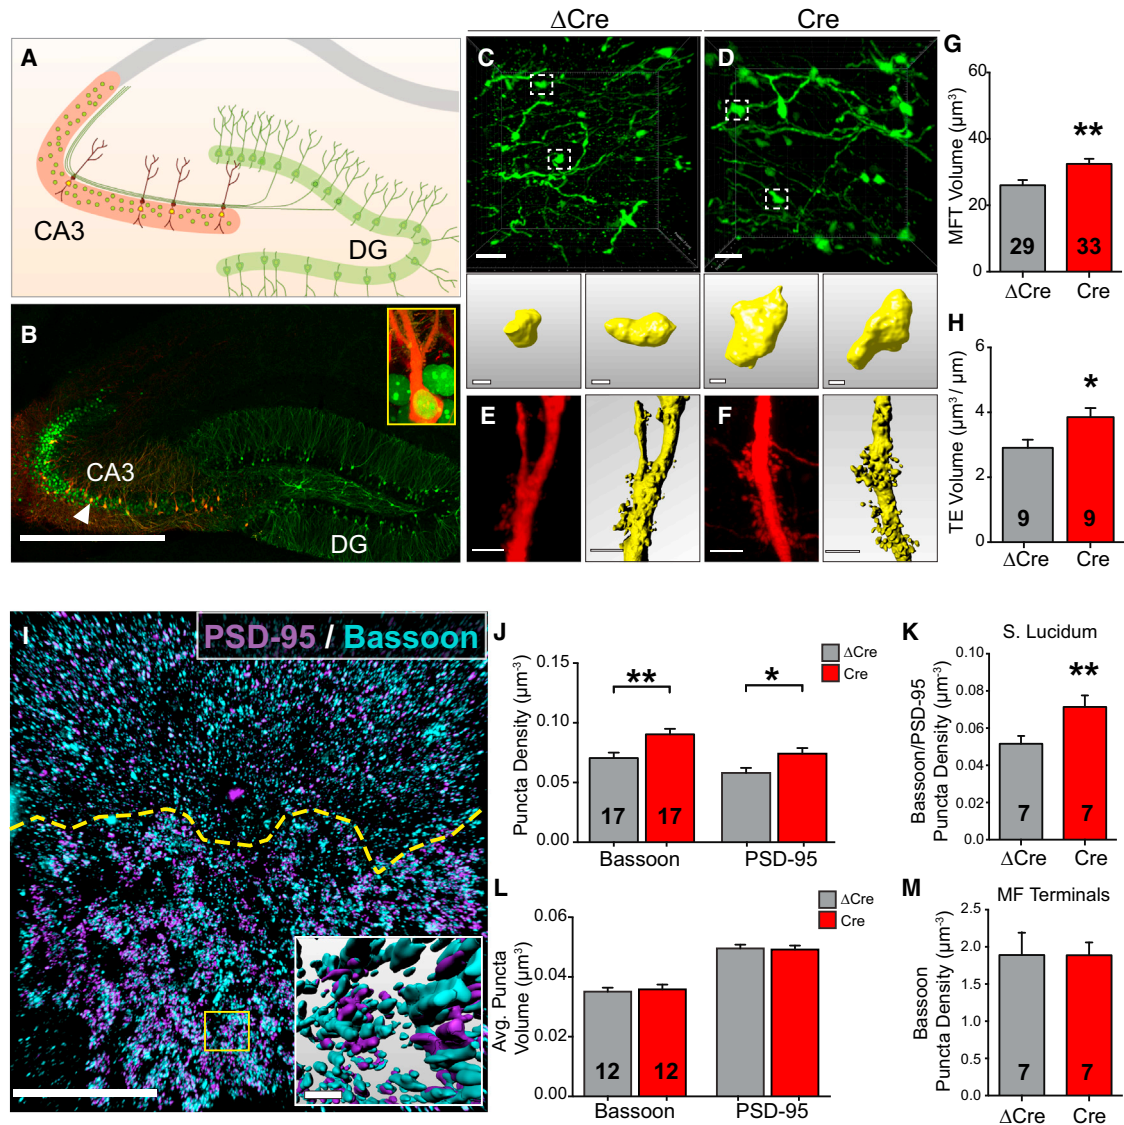 ΔCre
Cre
A
CA3
DG
B
CA3
DG
C
D
E
F
G
MFT Volume (µm³)
60
40
20
0
**
29
33
ΔCre
Cre
H
TE Volume (µm³ / µm)
6
4
2
0
*
9
9
ΔCre
Cre
I
PSD-95 / Bassoon
J
Puncta Density (µm⁻³)
0.15
0.10
0.05
0.00
ΔCre
Cre
**
*
17
17
Bassoon
PSD-95
K
S. Lucidum
Bassoon/PSD-95
Puncta Density (µm⁻³)
0.10
0.08
0.06
0.04
0.02
0.00
**
7
7
ΔCre
Cre
L
Avg. Puncta
Volume (µm³)
0.06
0.04
0.02
0.00
ΔCre
Cre
12
12
Bassoon
PSD-95
M
MF Terminals
Bassoon
Puncta Density (µm⁻³)
2.5
2.0
1.5
1.0
0.5
0.0
7
7
ΔCre
Cre